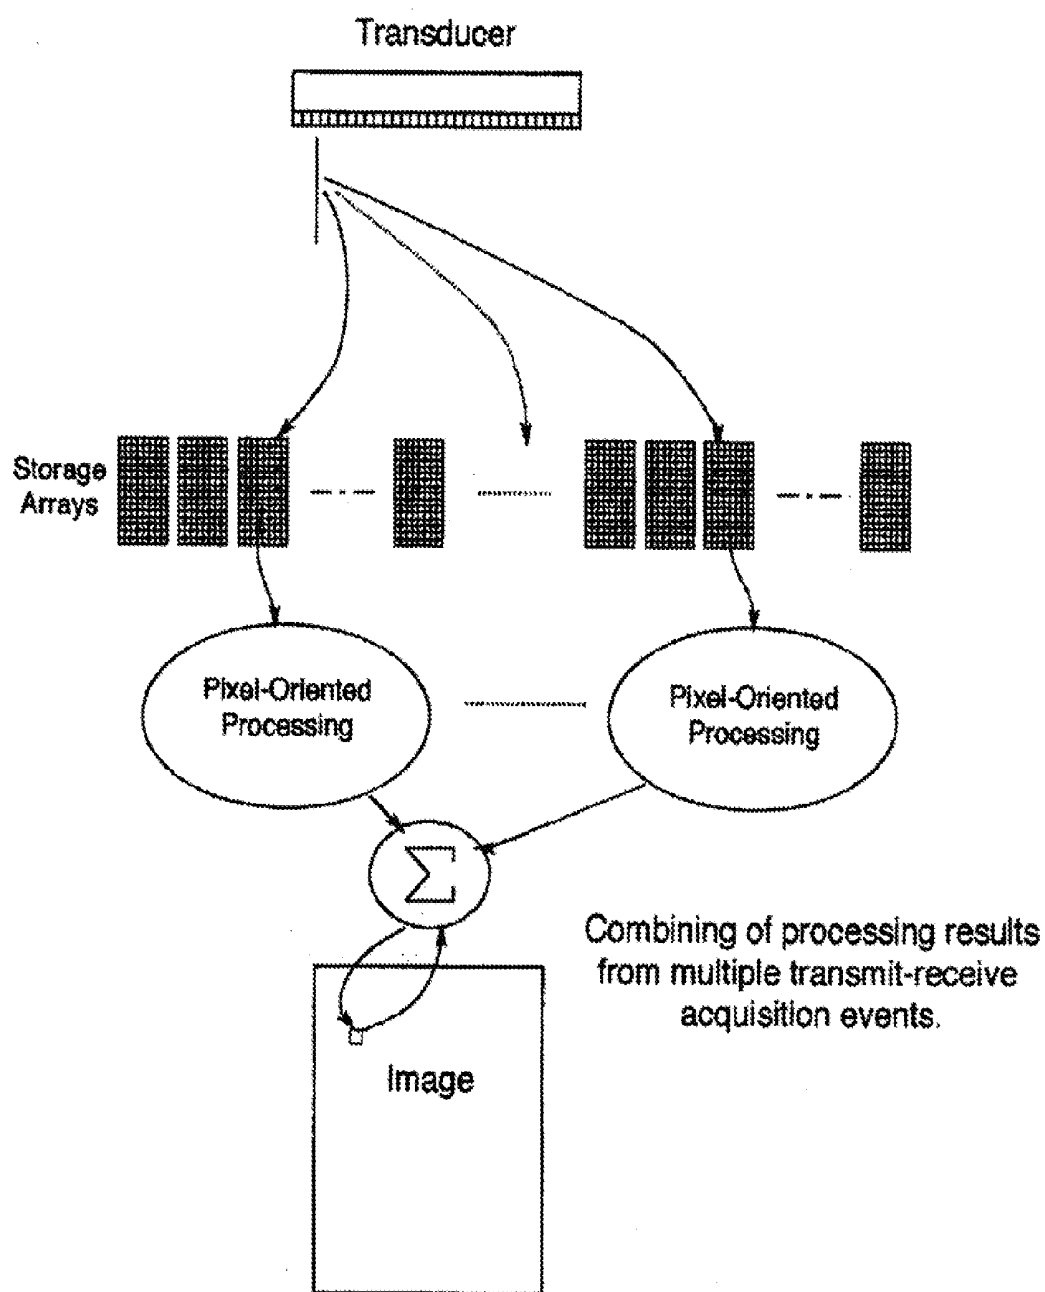 Transducer
Storage
Arrays
Pixel-Oriented
Processing
Pixel-Oriented
Processing
Σ
Combining of processing results
from multiple transmit-receive
acquisition events.
Image